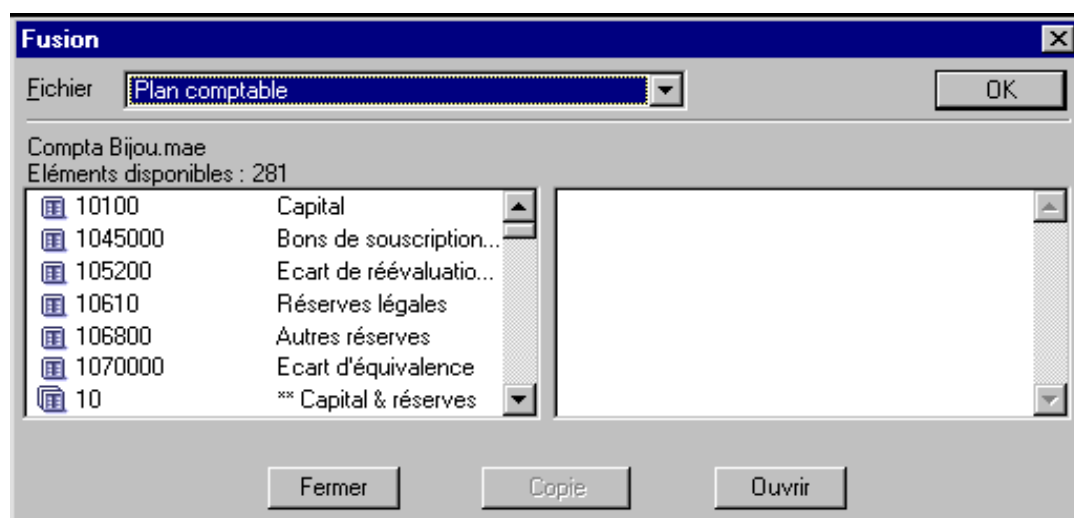 Fusion
Fichier Plan comptable OK
Compta Bijou.mae
Eléments disponibles : 281
10100 Capital
1045000 Bons de souscription...
105200 Ecart de réévaluatio...
10610 Réserves légales
106800 Autres réserves
1070000 Ecart d'équivalence
10 ** Capital & réserves
Fermer Copie Ouvrir